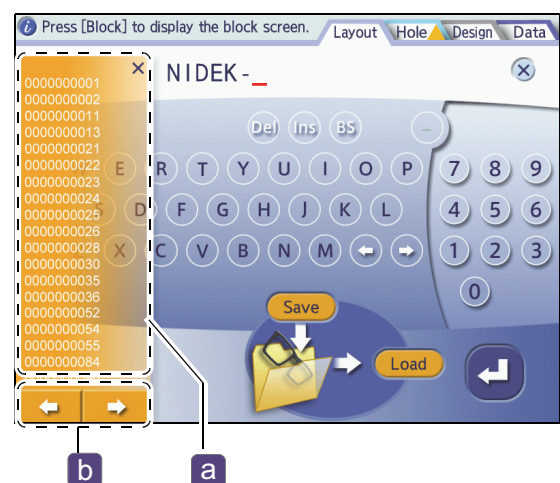 Press [Block] to display the block screen.
Layout Hole Design Data
×
NIDEK-_
×
0000000001
0000000002
0000000011
0000000013
0000000021
0000000022
0000000023
0000000024
0000000025
0000000026
0000000028
0000000030
0000000035
0000000036
0000000052
0000000054
0000000055
0000000084
Del Ins BS -
E R T Y U I O P 7 8 9
S D F G H J K L 4 5 6
X C V B N M 1 2 3
0
Save
Load
b a